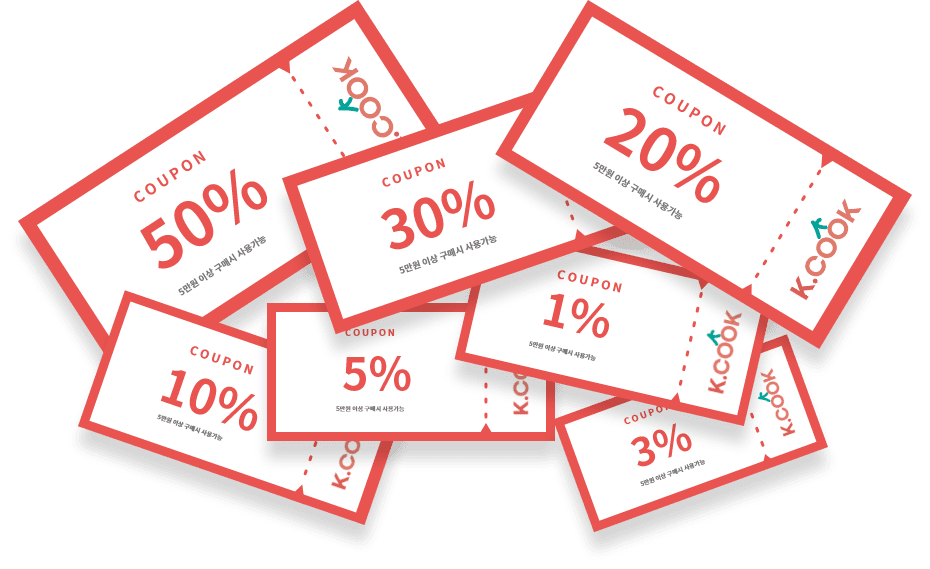 COUPON
50%
5만원 이상 구매시 사용가능
.COOK
COUPON
30%
5만원 이상 구매시 사용가능
COUPON
20%
5만원 이상 구매시 사용가능
K.COOK
COUPON
10%
5만원 이상 구매시 사용가능
K.CO
COUPON
5%
5만원 이상 구매시 사용가능
K.C
COUPON
1%
5만원 이상 구매시 사용가능
K.COOK
COUPON
3%
5만원 이상 구매시 사용가능
K.COOK